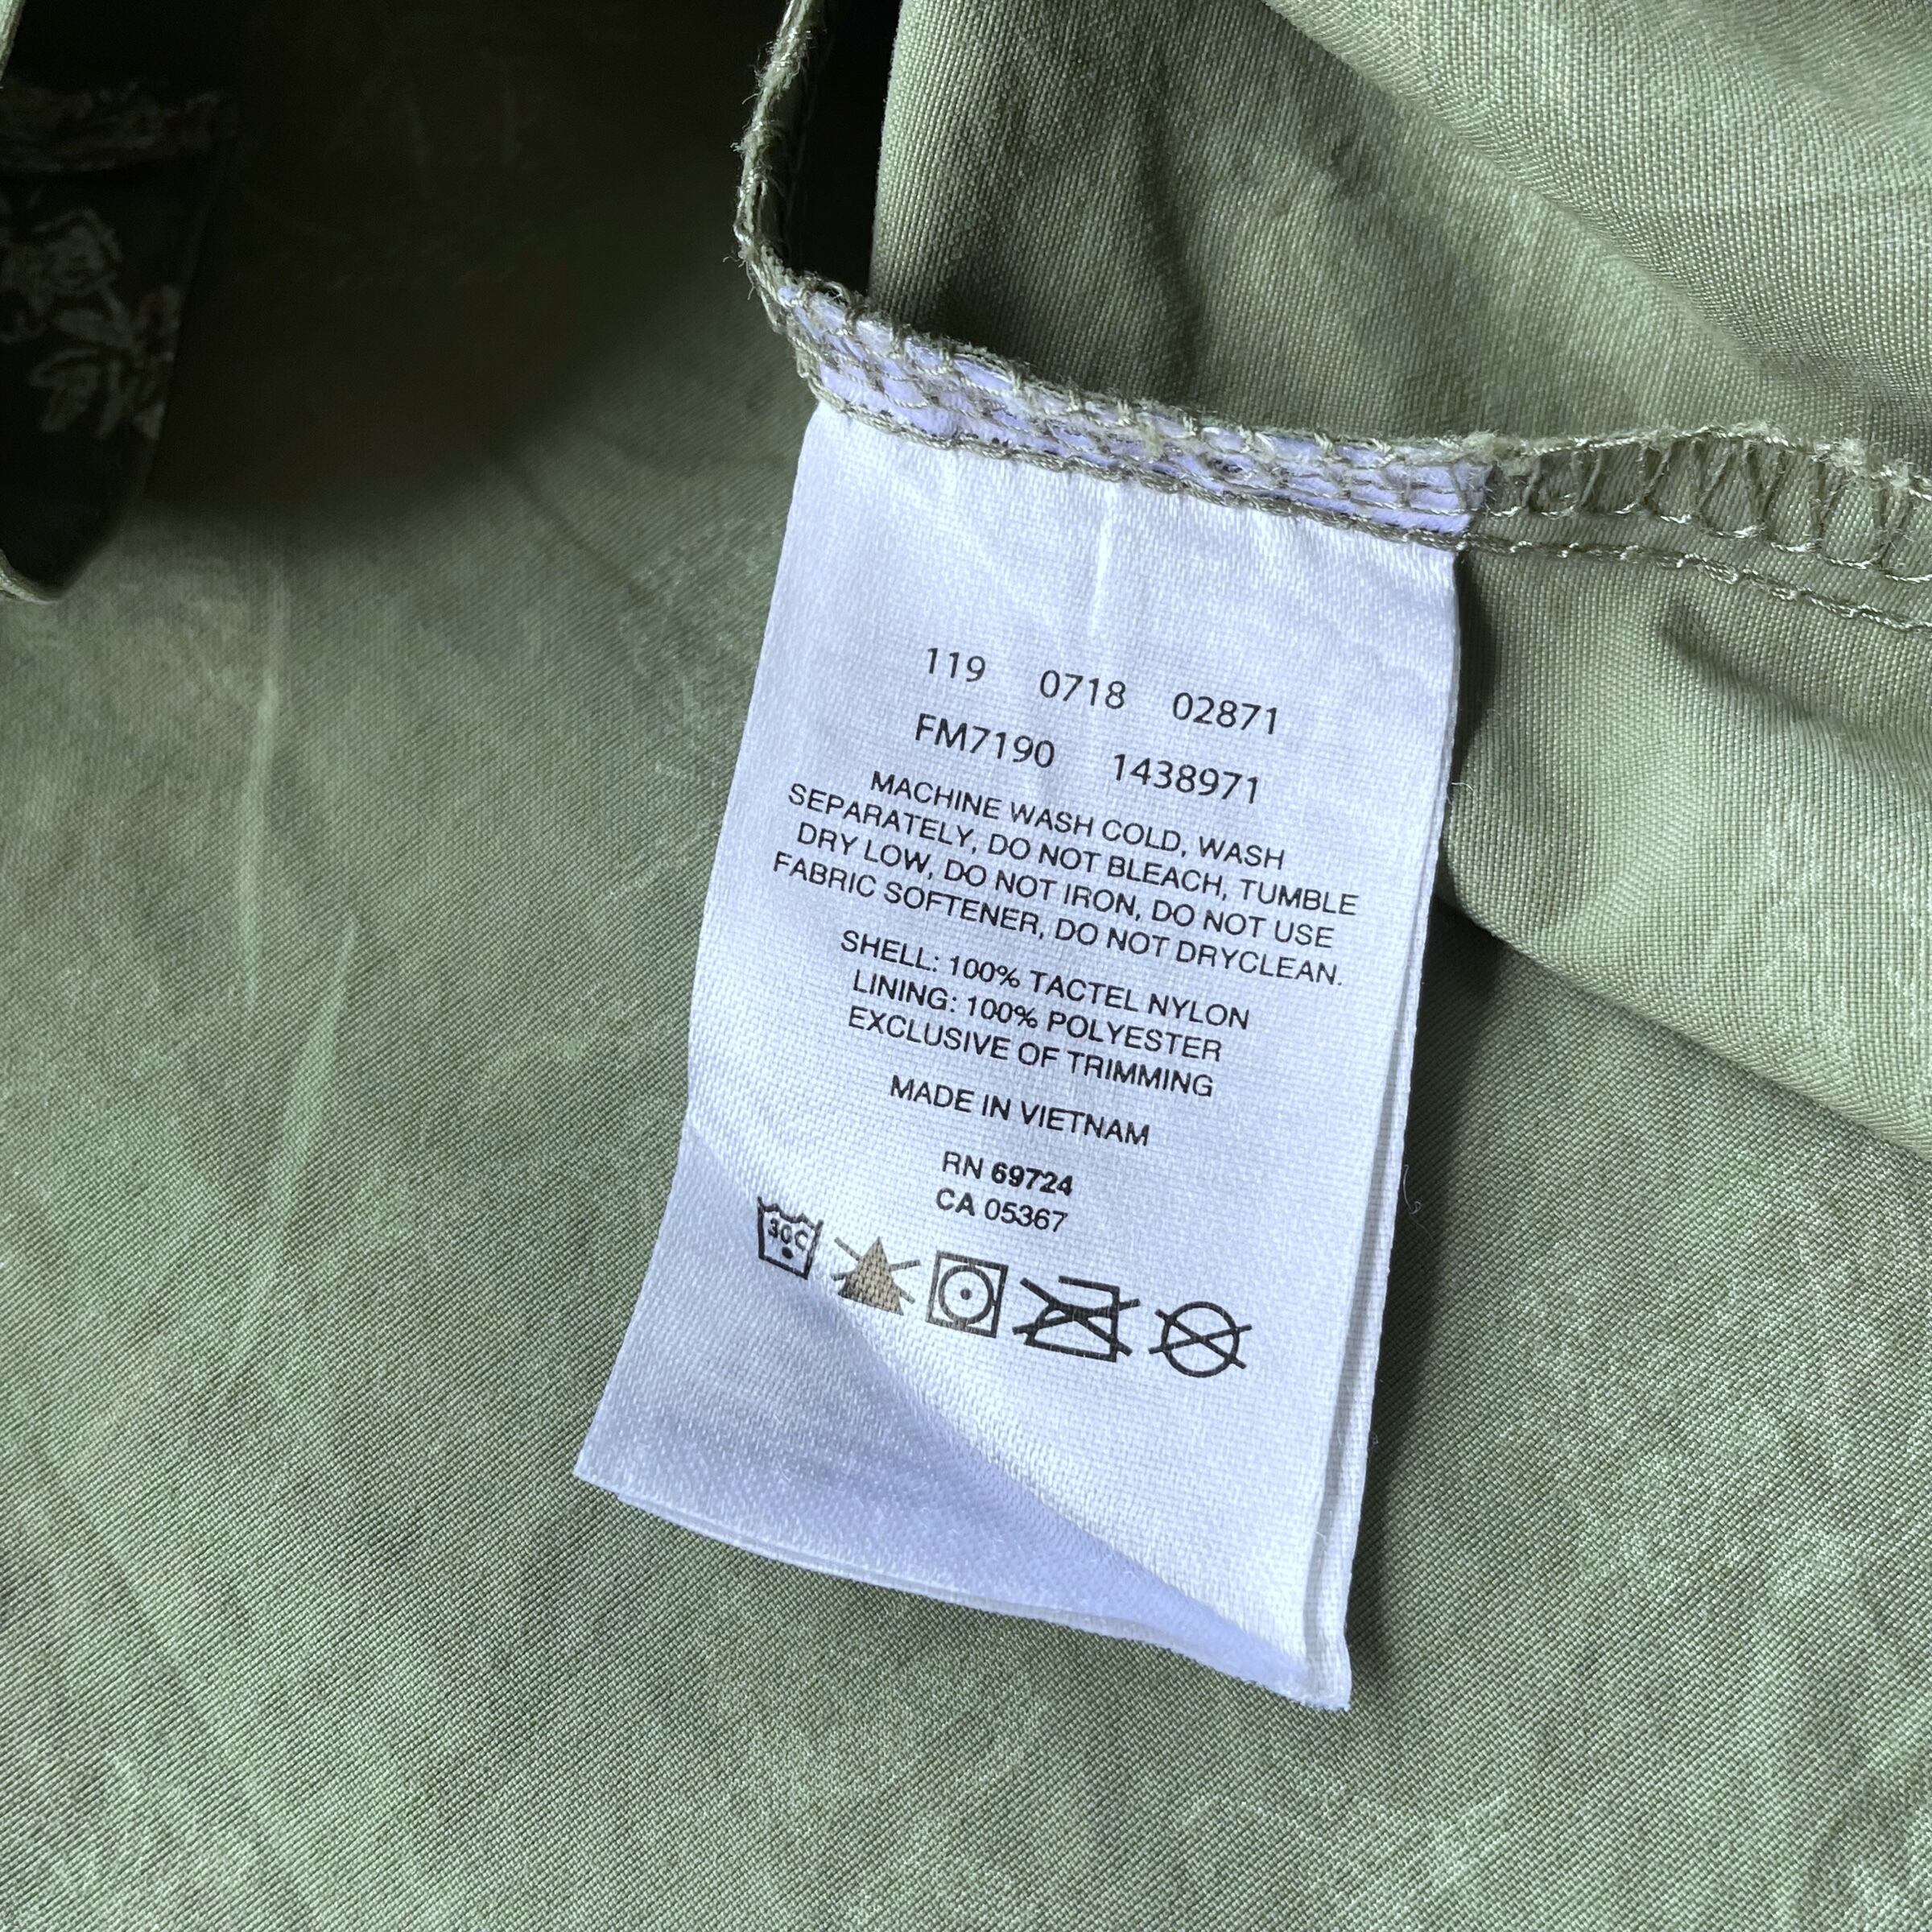 119 0718 02871
FM7190 1438971
MACHINE WASH COLD, WASH
SEPARATELY, DO NOT BLEACH, TUMBLE
DRY LOW, DO NOT IRON, DO NOT USE
FABRIC SOFTENER, DO NOT DRYCLEAN.
SHELL: 100% TACTEL NYLON
LINING: 100% POLYESTER
EXCLUSIVE OF TRIMMING
MADE IN VIETNAM
RN 69724
CA 05367
30C